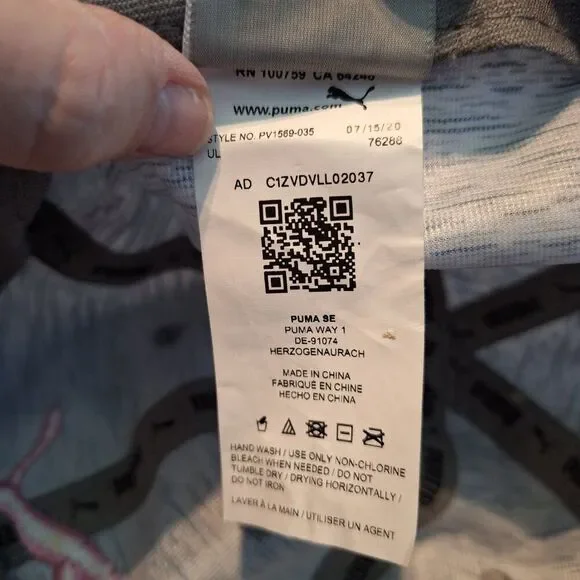 RN 100759 CA 64248
www.puma.com
STYLE NO. PV1569-035 07/15/20
UL 76288
AD C1ZVDVLL02037
PUMA SE
PUMA WAY 1
DE-91074
HERZOGENAURACH
MADE IN CHINA
FABRIQUÉ EN CHINE
HECHO EN CHINA
HAND WASH / USE ONLY NON-CHLORINE
BLEACH WHEN NEEDED / DO NOT
TUMBLE DRY / DRYING HORIZONTALLY /
DO NOT IRON
LAVER À LA MAIN / UTILISER UN AGENT